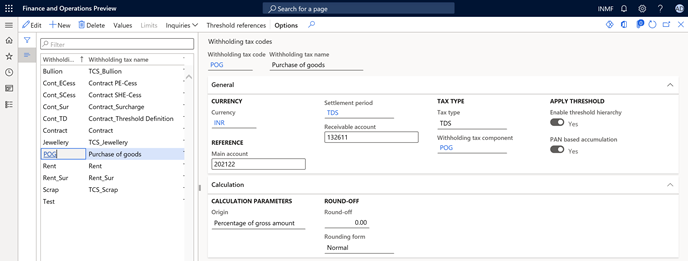 Finance and Operations Preview
Search for a page
INMF
Edit
New
Delete
Values
Limits
Inquiries
Threshold references
Options
Filter
Withholdi...
Withholding tax name
Bullion TCS_Bullion
Cont_ECess Contract PE-Cess
Cont_SCess Contract SHE-Cess
Cont_Sur Contract_Surcharge
Cont_TD Contract_Threshold Definition
Contract Contract
Jewellery TCS_Jewellery
POG Purchase of goods
Rent Rent
Rent_Sur Rent_Sur
Scrap TCS_Scrap
Test
Withholding tax codes
Withholding tax code Withholding tax name
POG Purchase of goods
General
CURRENCY
Currency
INR
REFERENCE
Main account
202122
Settlement period
TDS
Receivable account
132611
TAX TYPE
Tax type
TDS
Withholding tax component
POG
APPLY THRESHOLD
Enable threshold hierarchy
Yes
PAN based accumulation
Yes
Calculation
CALCULATION PARAMETERS
Origin
Percentage of gross amount
ROUND-OFF
Round-off
0.00
Rounding form
Normal